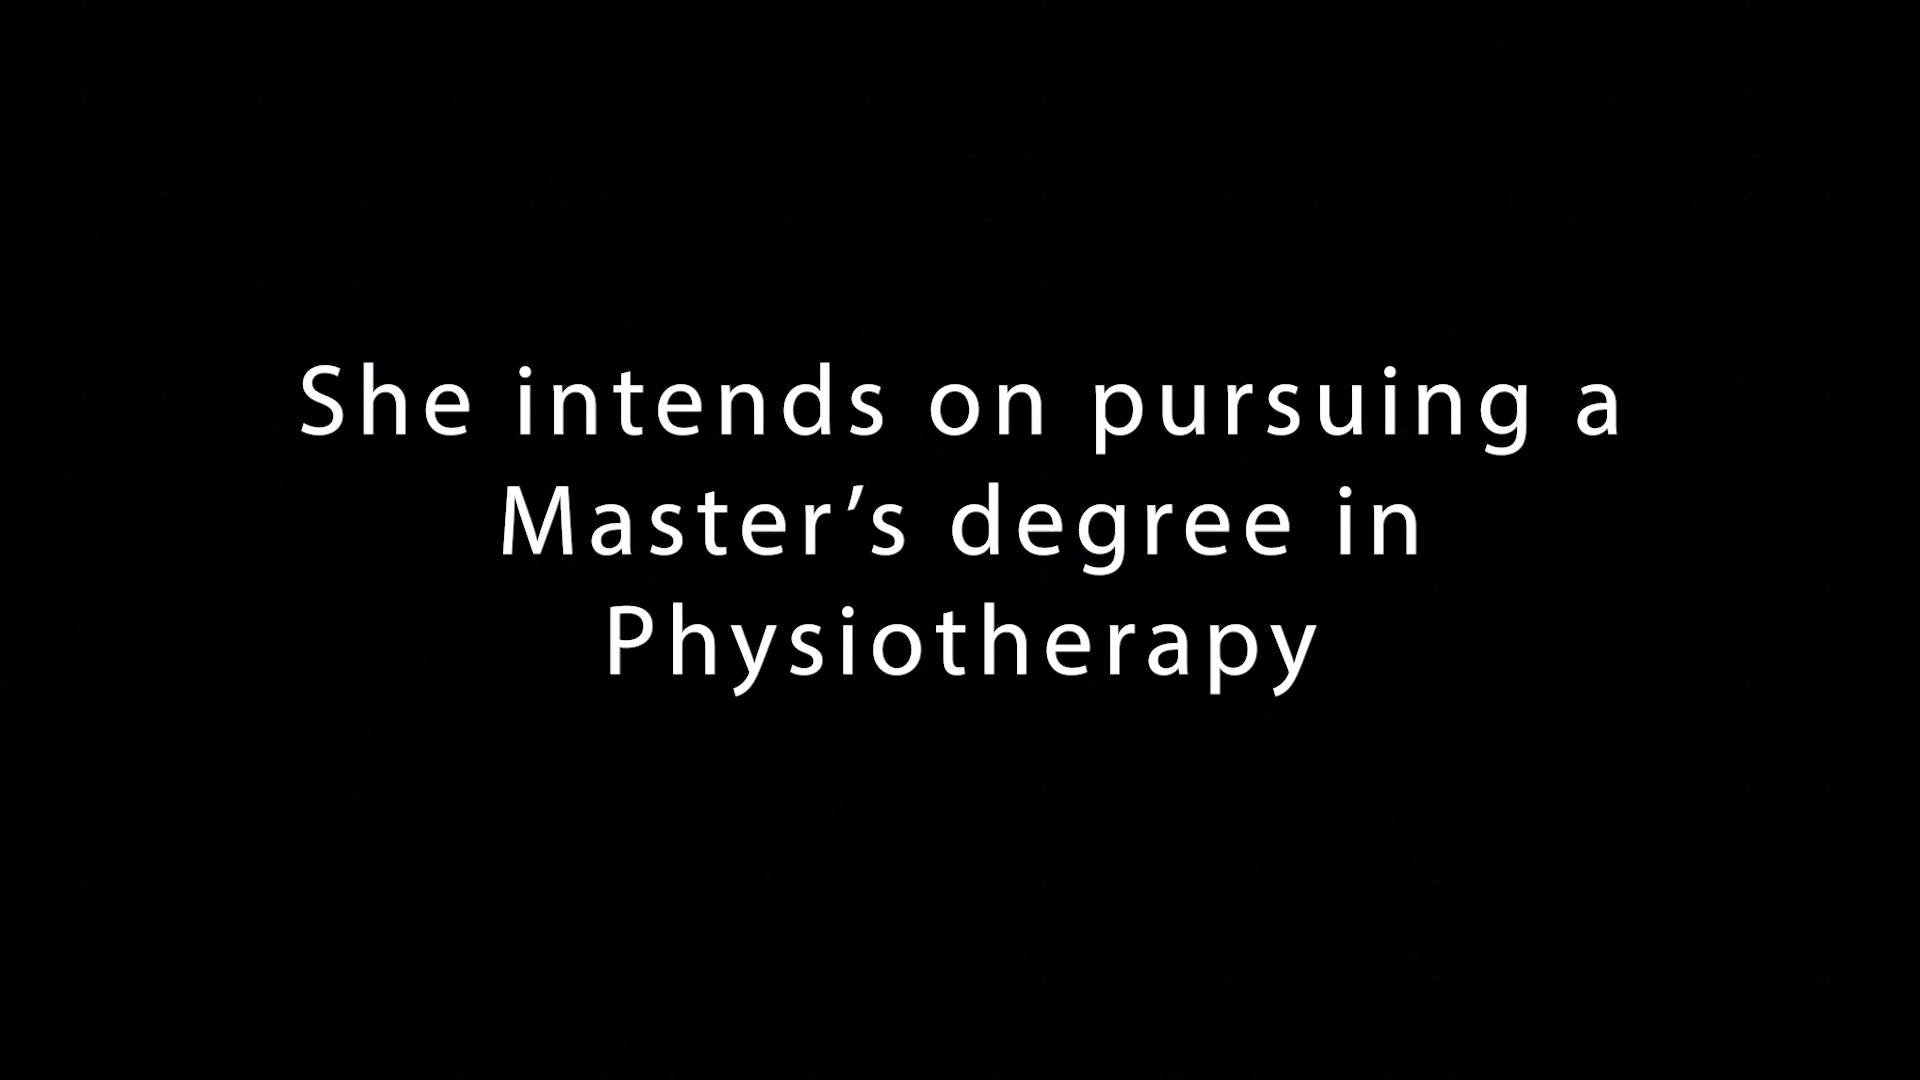 She intends on pursuing a
Master’s degree in
Physiotherapy